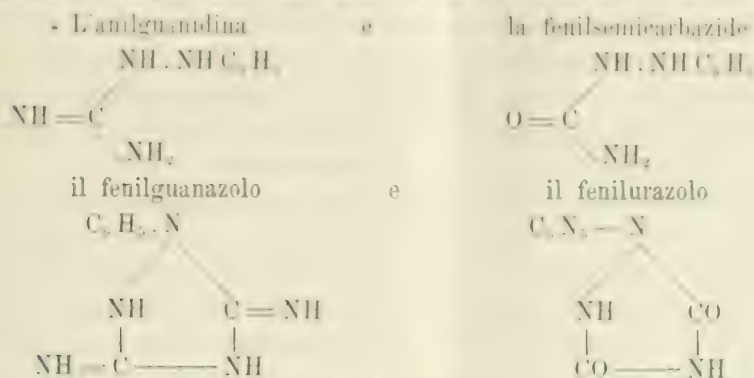 - L'anilguanidina e la fenilsemicarbazide
NH . NH C₆ H₅ NH . NH C₆ H₅
NH = C O = C
NH₂ NH₂
il fenilguanazolo e il fenilurazolo
C₆ H₅ . N C₆ N₅ — N
NH C = NH NH CO
NH = C — NH CO — NH